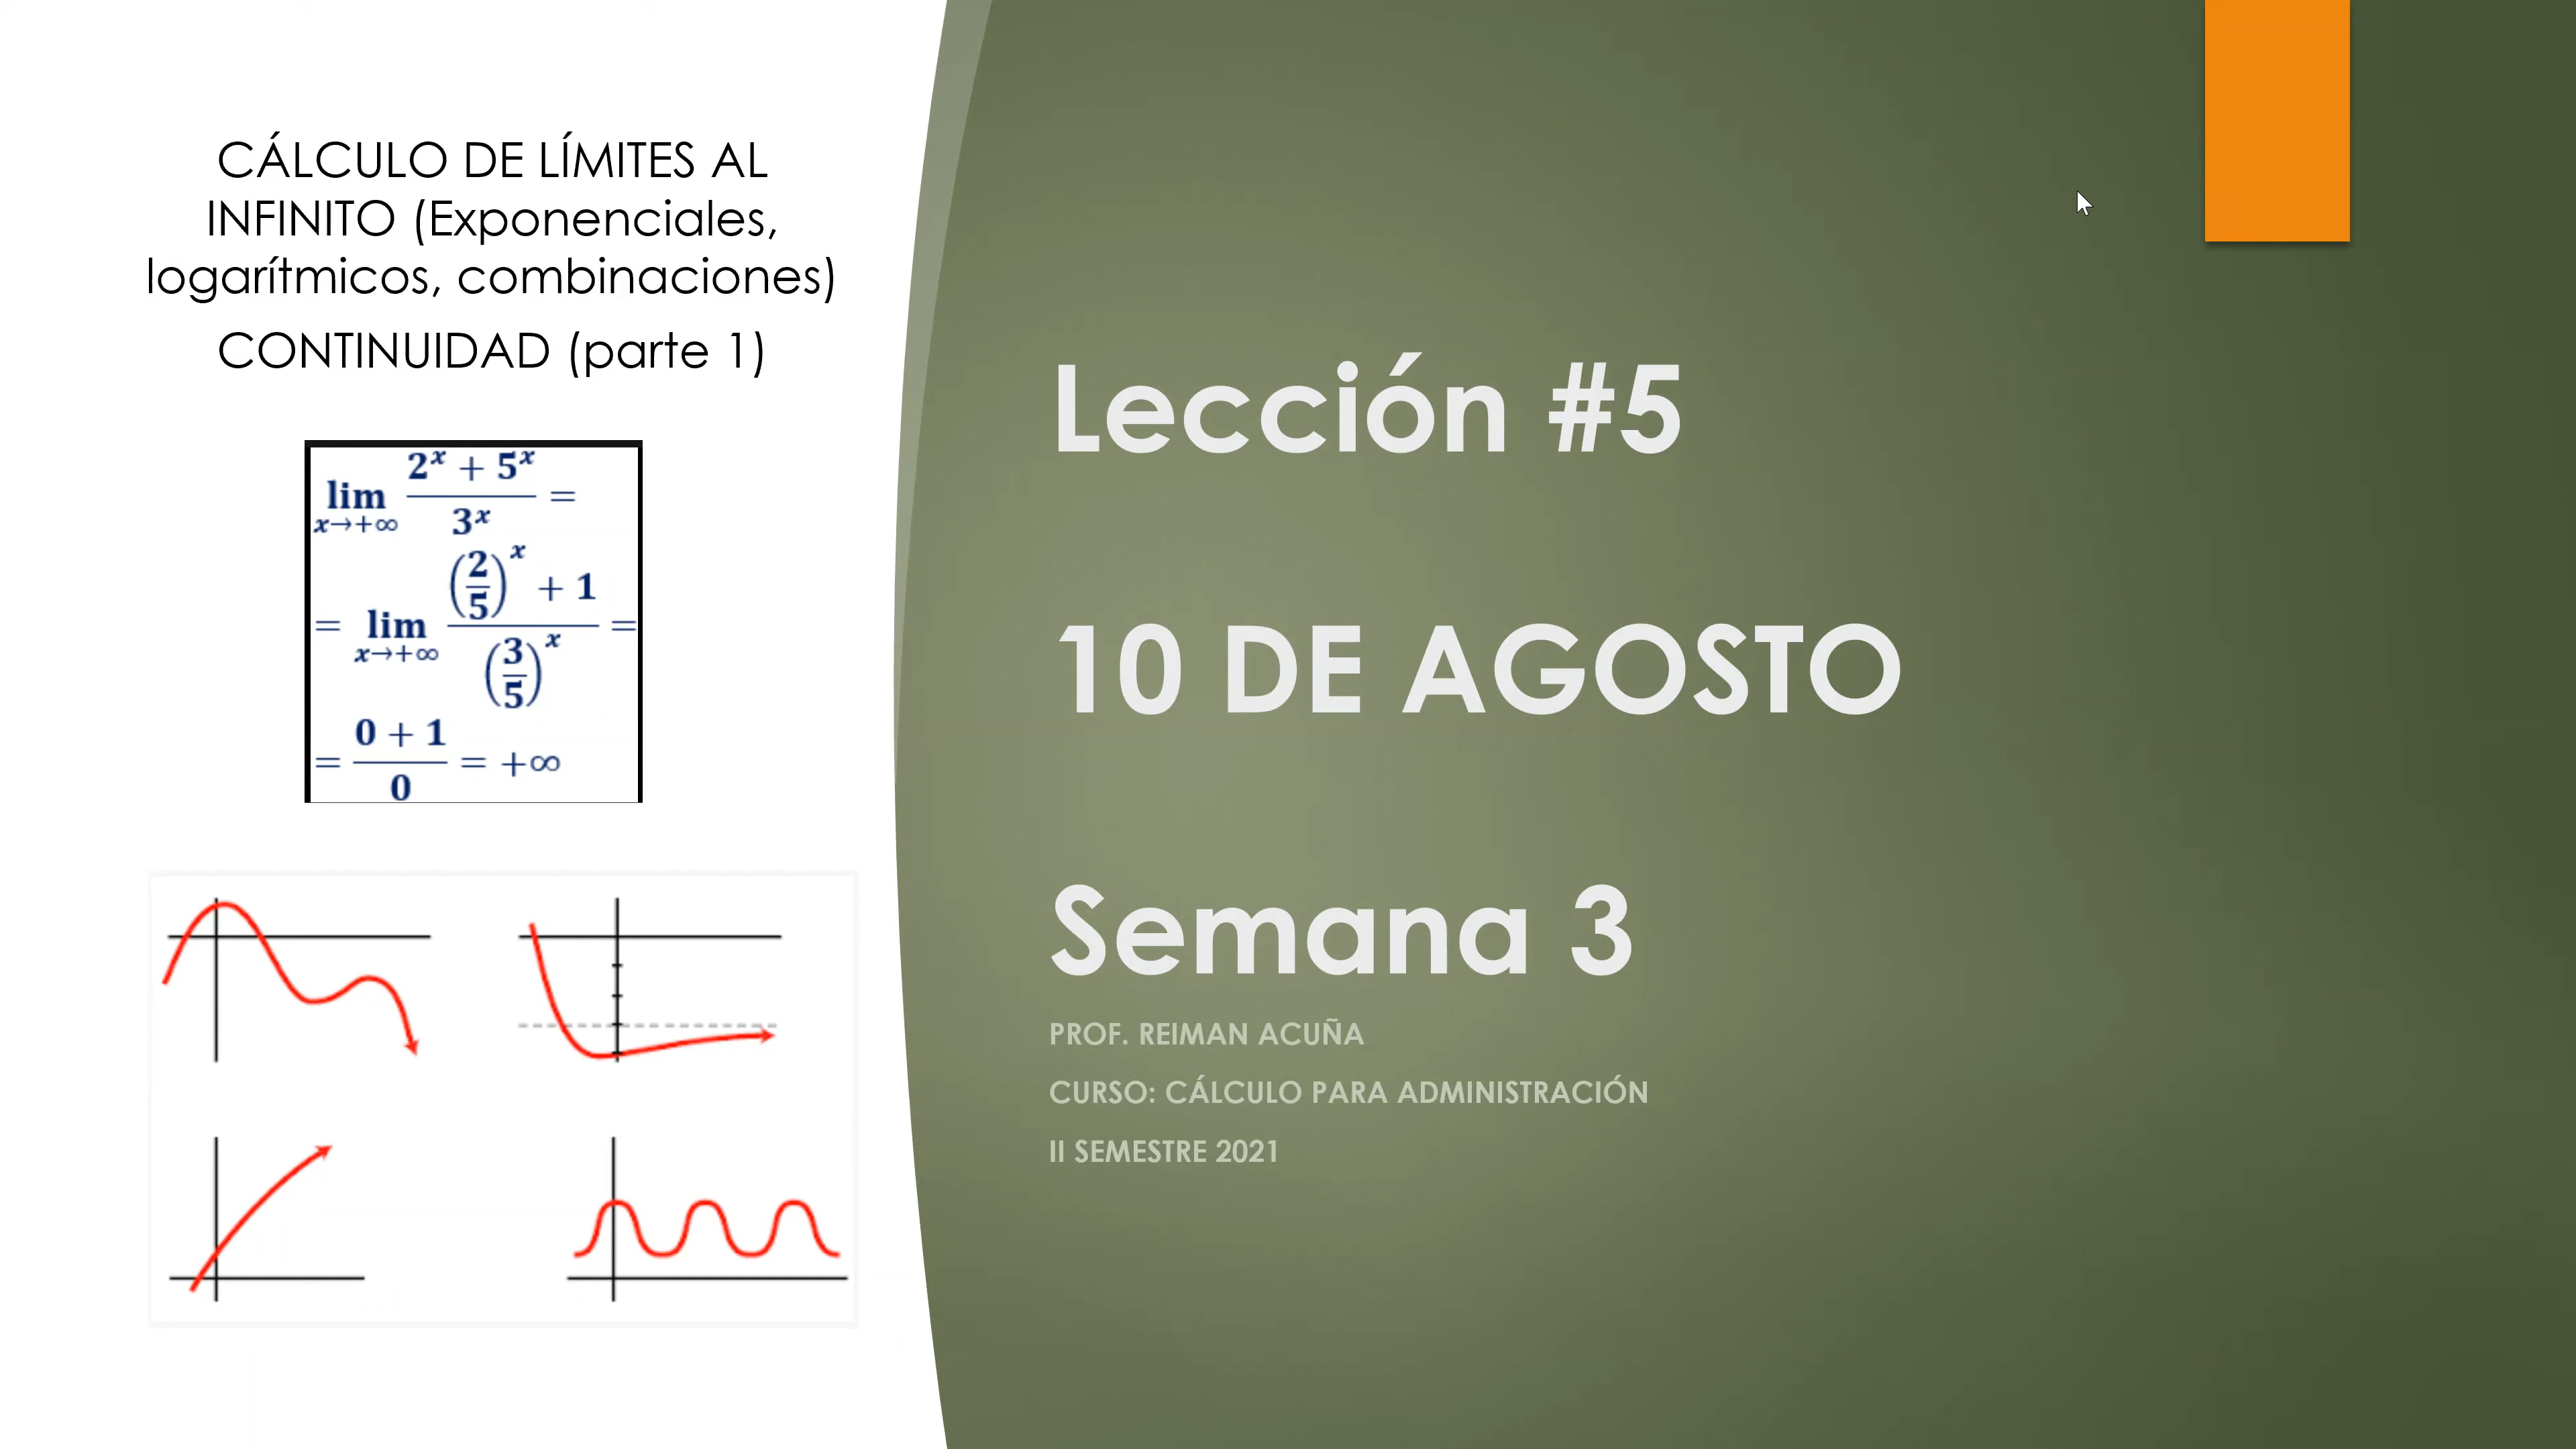 CÁLCULO DE LÍMITES AL
INFINITO (Exponenciales,
logarítmicos, combinaciones)
CONTINUIDAD (parte 1)
lim x→+∞ (2^x + 5^x)/(3^x) =
= lim x→+∞ ((2/5)^x + 1)/((3/5)^x) =
= (0 + 1)/0 = +∞
Lección #5
10 DE AGOSTO
Semana 3
PROF. REIMAN ACUÑA
CURSO: CÁLCULO PARA ADMINISTRACIÓN
II SEMESTRE 2021